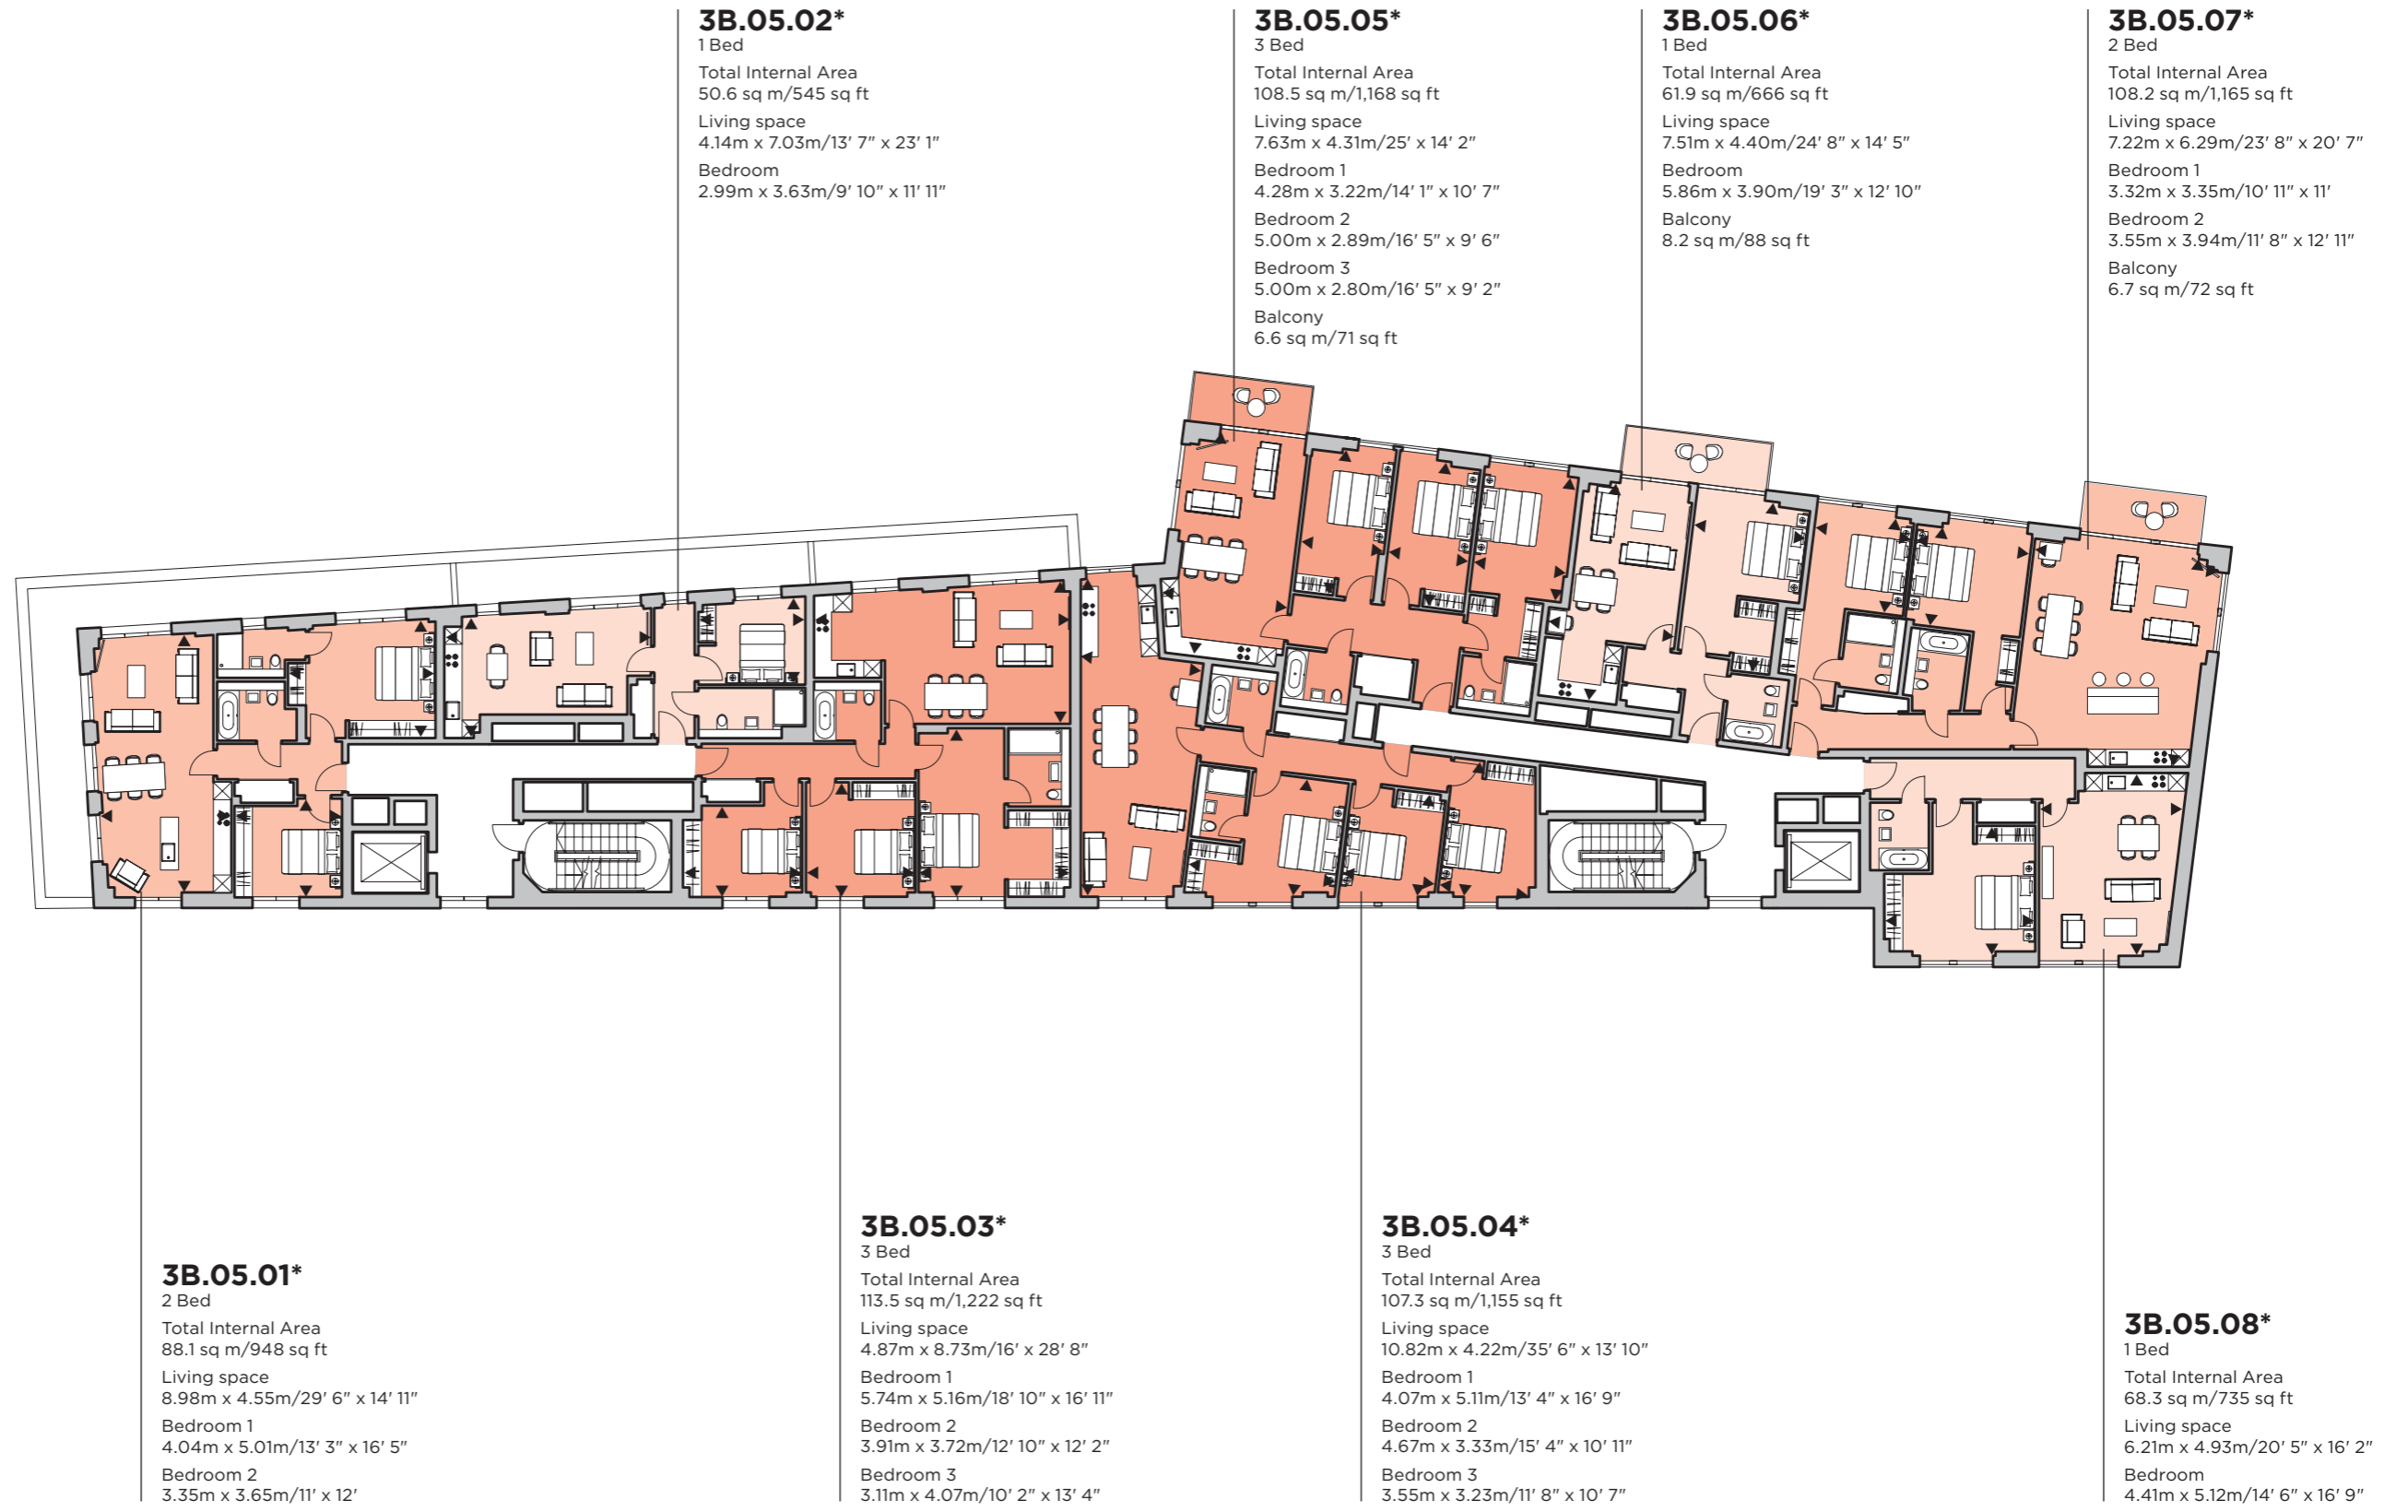 3B.05.02*
1 Bed
Total Internal Area
50.6 sq m/545 sq ft
Living space
4.14m x 7.03m/13' 7" x 23' 1"
Bedroom
2.99m x 3.63m/9' 10" x 11' 11"
3B.05.05*
3 Bed
Total Internal Area
108.5 sq m/1,168 sq ft
Living space
7.63m x 4.31m/25' x 14' 2"
Bedroom 1
4.28m x 3.22m/14' 1" x 10' 7"
Bedroom 2
5.00m x 2.89m/16' 5" x 9' 6"
Bedroom 3
5.00m x 2.80m/16' 5" x 9' 2"
Balcony
6.6 sq m/71 sq ft
3B.05.06*
1 Bed
Total Internal Area
61.9 sq m/666 sq ft
Living space
7.51m x 4.40m/24' 8" x 14' 5"
Bedroom
5.86m x 3.90m/19' 3" x 12' 10"
Balcony
8.2 sq m/88 sq ft
3B.05.07*
2 Bed
Total Internal Area
108.2 sq m/1,165 sq ft
Living space
7.22m x 6.29m/23' 8" x 20' 7"
Bedroom 1
3.32m x 3.35m/10' 11" x 11'
Bedroom 2
3.55m x 3.94m/11' 8" x 12' 11"
Balcony
6.7 sq m/72 sq ft
3B.05.01*
2 Bed
Total Internal Area
88.1 sq m/948 sq ft
Living space
8.98m x 4.55m/29' 6" x 14' 11"
Bedroom 1
4.04m x 5.01m/13' 3" x 16' 5"
Bedroom 2
3.35m x 3.65m/11' x 12'
3B.05.03*
3 Bed
Total Internal Area
113.5 sq m/1,222 sq ft
Living space
4.87m x 8.73m/16' x 28' 8"
Bedroom 1
5.74m x 5.16m/18' 10" x 16' 11"
Bedroom 2
3.91m x 3.72m/12' 10" x 12' 2"
Bedroom 3
3.11m x 4.07m/10' 2" x 13' 4"
3B.05.04*
3 Bed
Total Internal Area
107.3 sq m/1,155 sq ft
Living space
10.82m x 4.22m/35' 6" x 13' 10"
Bedroom 1
4.07m x 5.11m/13' 4" x 16' 9"
Bedroom 2
4.67m x 3.33m/15' 4" x 10' 11"
Bedroom 3
3.55m x 3.23m/11' 8" x 10' 7"
3B.05.08*
1 Bed
Total Internal Area
68.3 sq m/735 sq ft
Living space
6.21m x 4.93m/20' 5" x 16' 2"
Bedroom
4.41m x 5.12m/14' 6" x 16' 9"